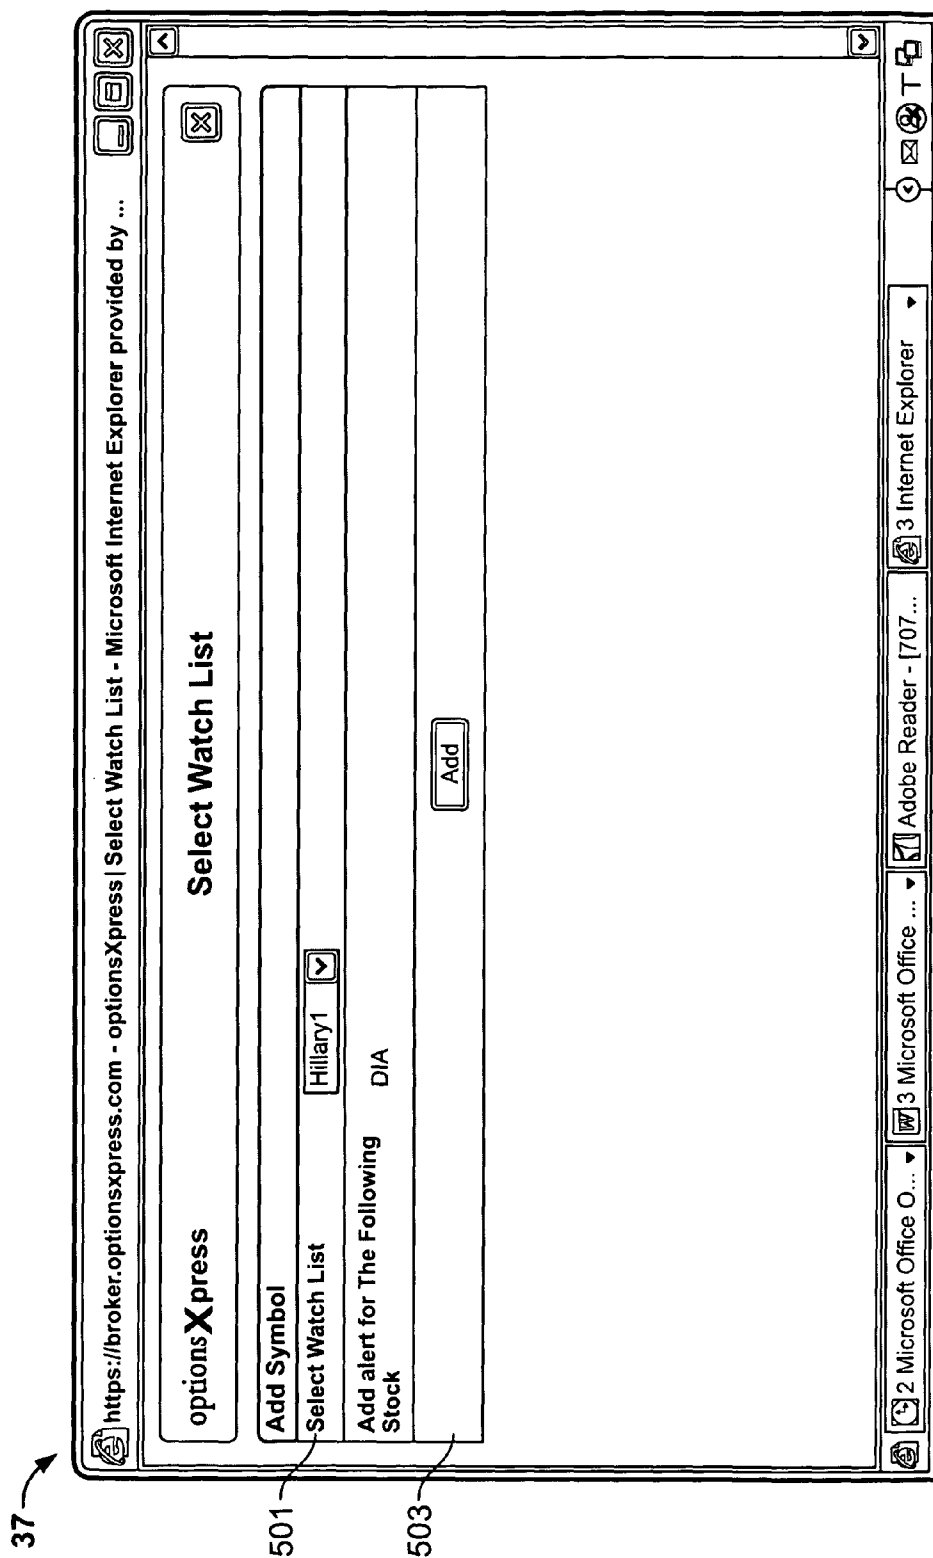 37
https://broker.optionsxpress.com - optionsXpress| Select Watch List - Microsoft Internet Explorer provided by ...
optionsXpress
Select Watch List
Add Symbol
501
Select Watch List
Hillary1
Add alert for The Following
Stock
DIA
503
Add
2 Microsoft Office O...
3 Microsoft Office ...
Adobe Reader - [707...
3 Internet Explorer